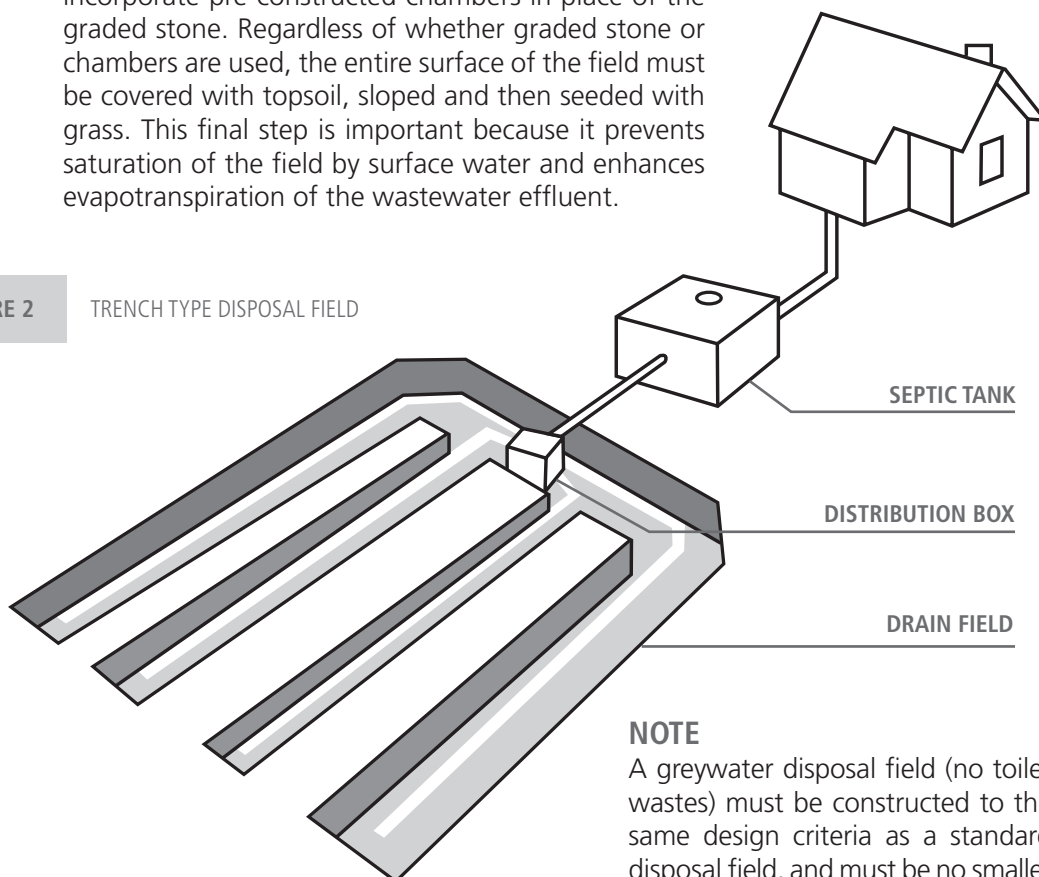 incorporate pre-constructed chambers in place of the
graded stone. Regardless of whether graded stone or
chambers are used, the entire surface of the field must
be covered with topsoil, sloped and then seeded with
grass. This final step is important because it prevents
saturation of the field by surface water and enhances
evapotranspiration of the wastewater effluent.
RE 2
TRENCH TYPE DISPOSAL FIELD
SEPTIC TANK
DISTRIBUTION BOX
DRAIN FIELD
NOTE
A greywater disposal field (no toile
wastes) must be constructed to th
same design criteria as a standard
disposal field, and must be no smalle